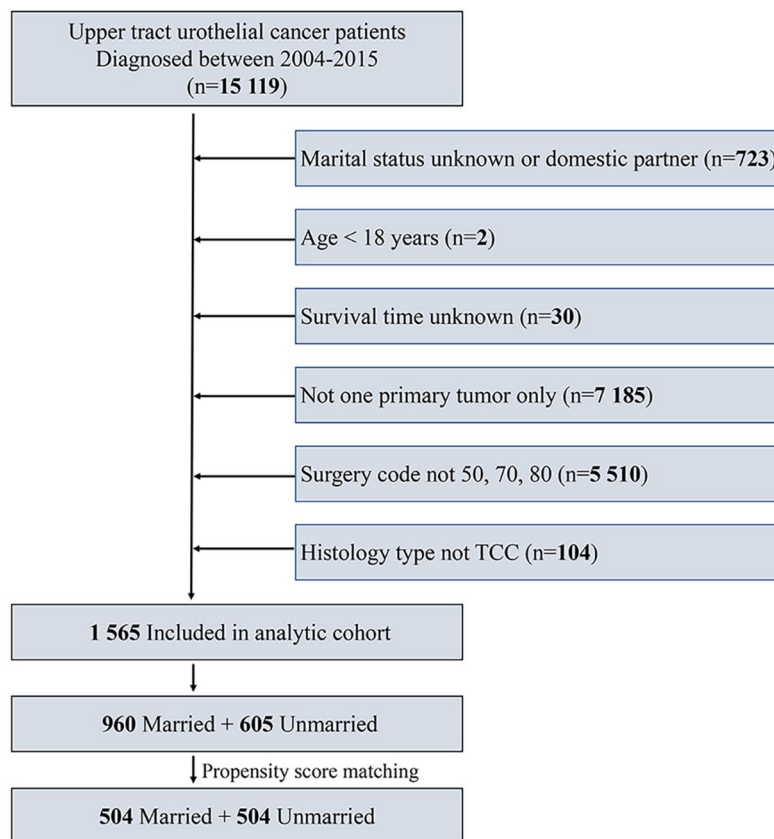 Upper tract urothelial cancer patients
Diagnosed between 2004-2015
(n=15 119)
Marital status unknown or domestic partner (n=723)
Age < 18 years (n=2)
Survival time unknown (n=30)
Not one primary tumor only (n=7 185)
Surgery code not 50, 70, 80 (n=5 510)
Histology type not TCC (n=104)
1 565 Included in analytic cohort
960 Married + 605 Unmarried
Propensity score matching
504 Married + 504 Unmarried